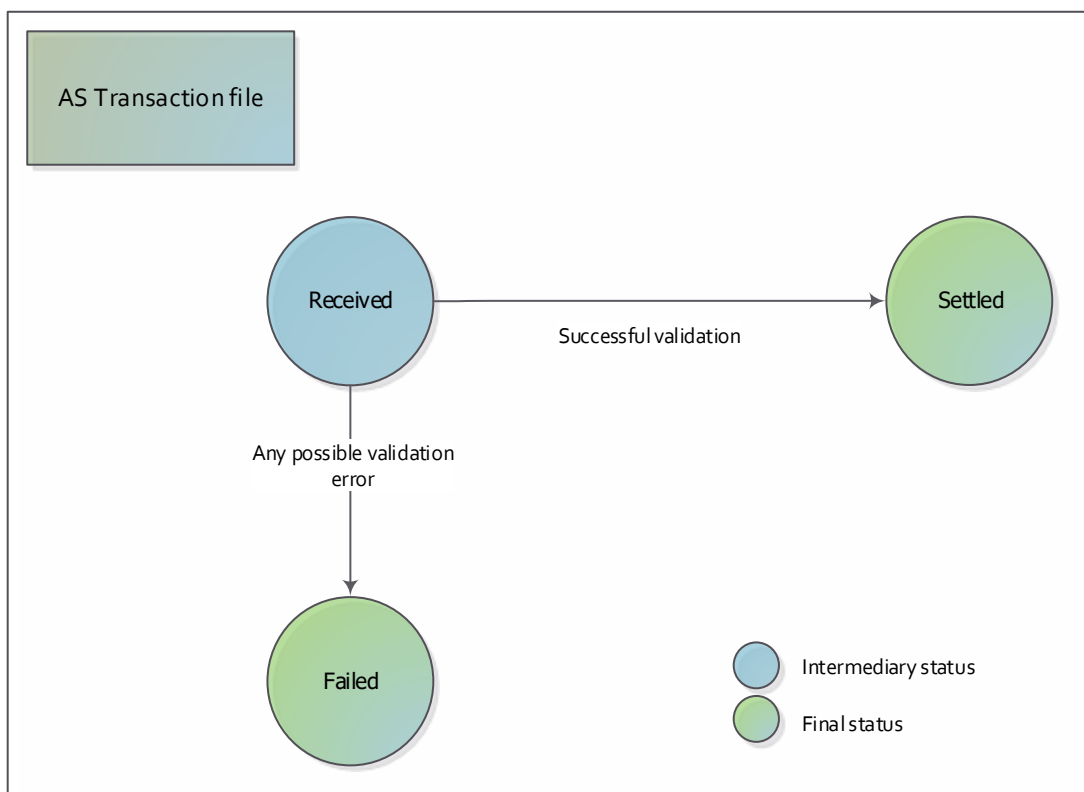 AS Transaction file
Received
Settled
Successful validation
Any possible validation
error
Failed
Intermediary status
Final status